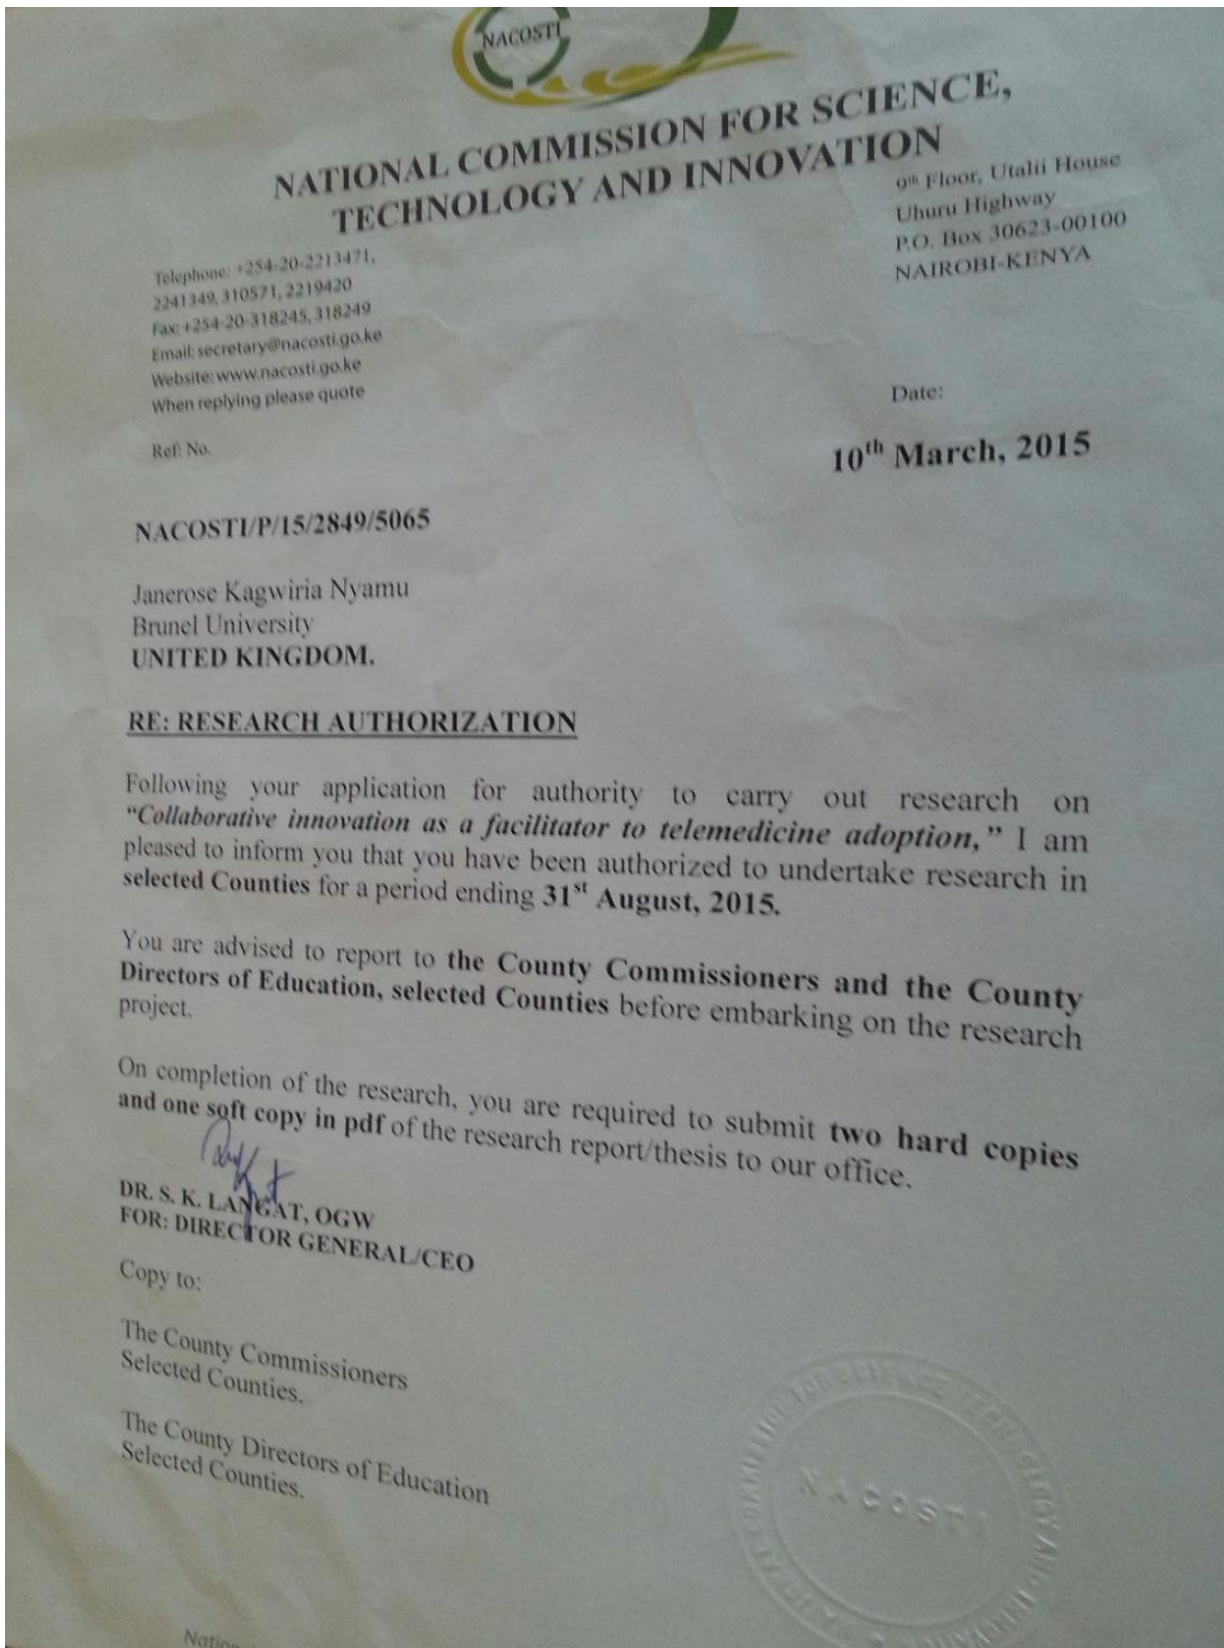 NACOSTI
NATIONAL COMMISSION FOR SCIENCE,
TECHNOLOGY AND INNOVATION
Telephone: +254-20-2213471,
2241349, 310571, 2219420
Fax: +254-20-318245, 318249
Email: secretary@nacosti.go.ke
Website: www.nacosti.go.ke
When replying please quote
9th Floor, Utalii House
Uhuru Highway
P.O. Box 30623-00100
NAIROBI-KENYA
Ref: No.
Date:
10th March, 2015
NACOSTI/P/15/2849/5065
Janerose Kagwiria Nyamu
Brunel University
UNITED KINGDOM.
RE: RESEARCH AUTHORIZATION
Following your application for authority to carry out research on
“Collaborative innovation as a facilitator to telemedicine adoption,” I am
pleased to inform you that you have been authorized to undertake research in
selected Counties for a period ending 31st August, 2015.
You are advised to report to the County Commissioners and the County
Directors of Education, selected Counties before embarking on the research
project.
On completion of the research, you are required to submit two hard copies
and one soft copy in pdf of the research report/thesis to our office.
DR. S. K. LANGAT, OGW
FOR: DIRECTOR GENERAL/CEO
Copy to:
The County Commissioners
Selected Counties.
The County Directors of Education
Selected Counties.
NACOSTI